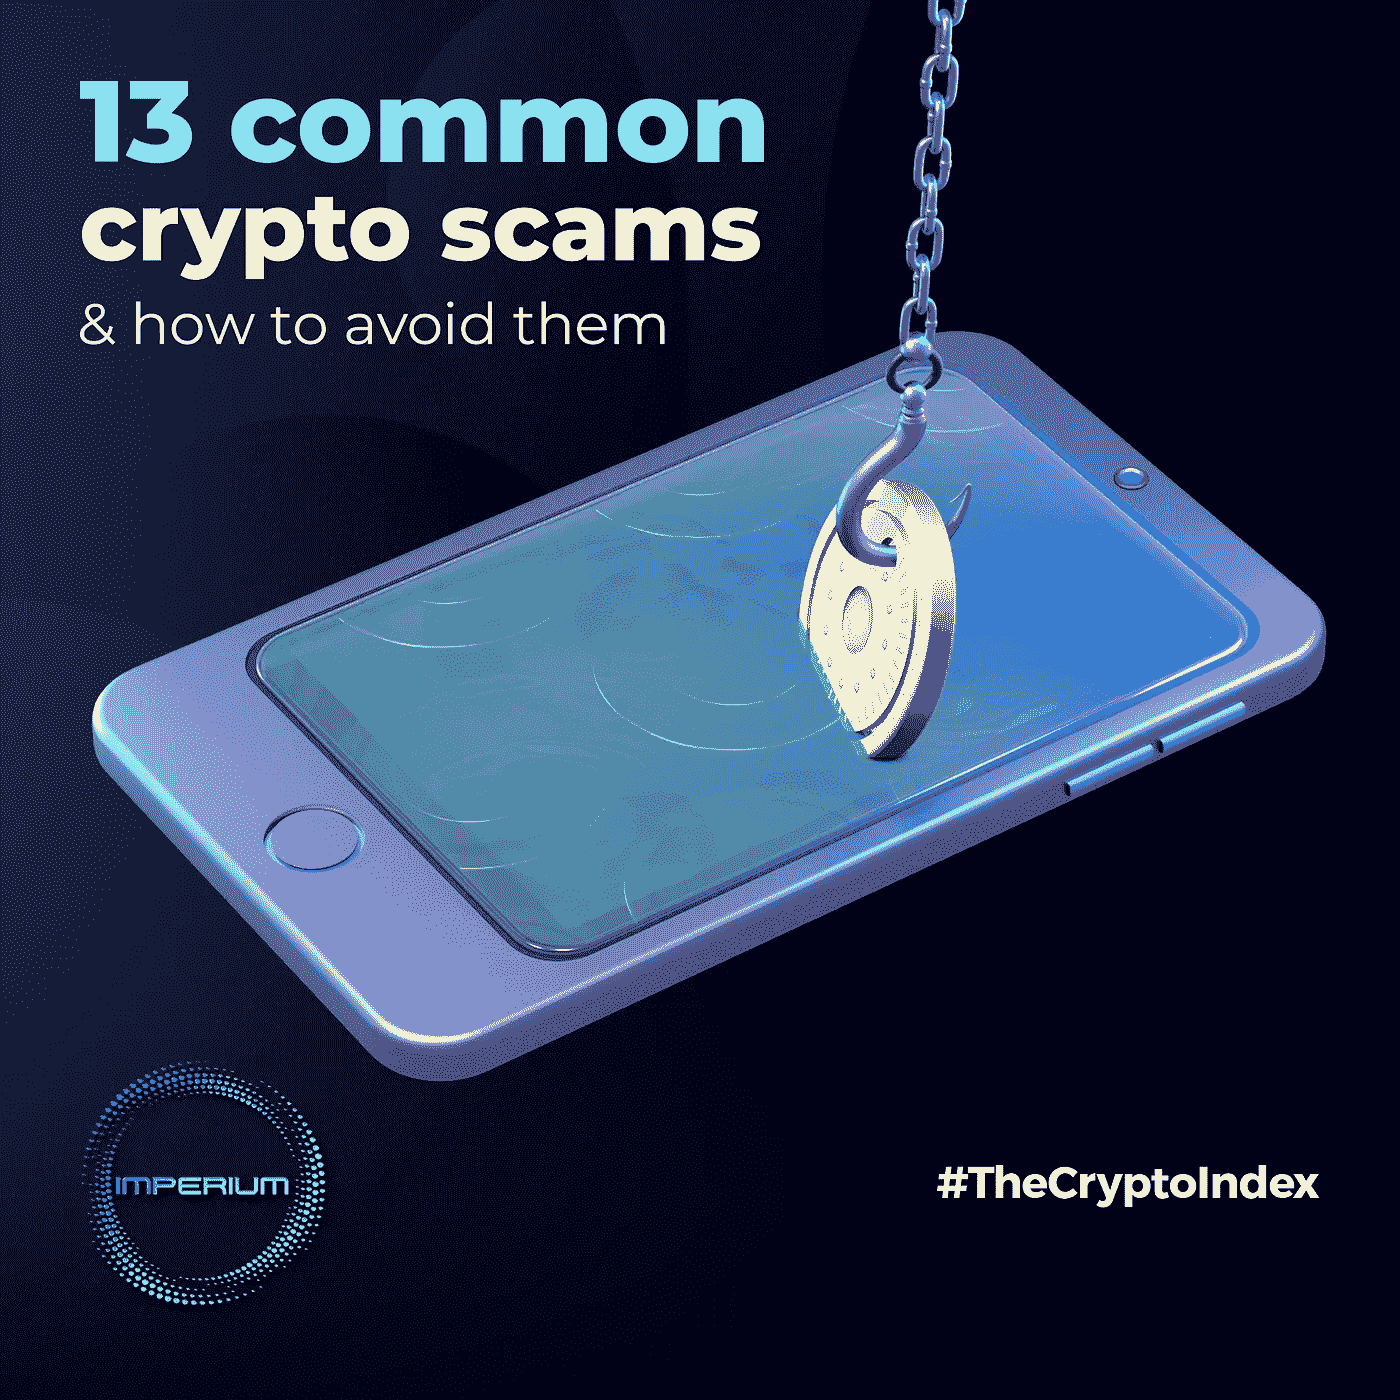 13 common
crypto scams
& how to avoid them
IMPERIUM
#TheCryptoIndex